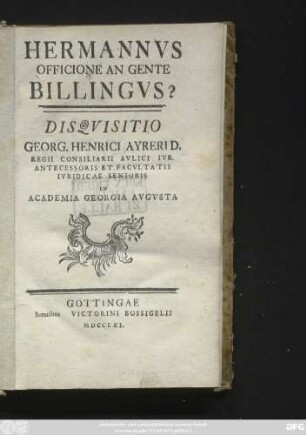 HERMANNVS
OFFICIONE AN GENTE
BILLINGVS?
DISQVISITIO
GEORG. HENRICI AYRERI D.
REGII CONSILIARII AVLICI IVR.
ANTECESSORIS ET FACVLTATIS
IVRIDICAE SENIORIS
IN
ACADEMIA GEORGIA AVGVSTA
GOTTINGAE
Sumtibus VICTORINI BOSSIGELII
MDCCLXI.